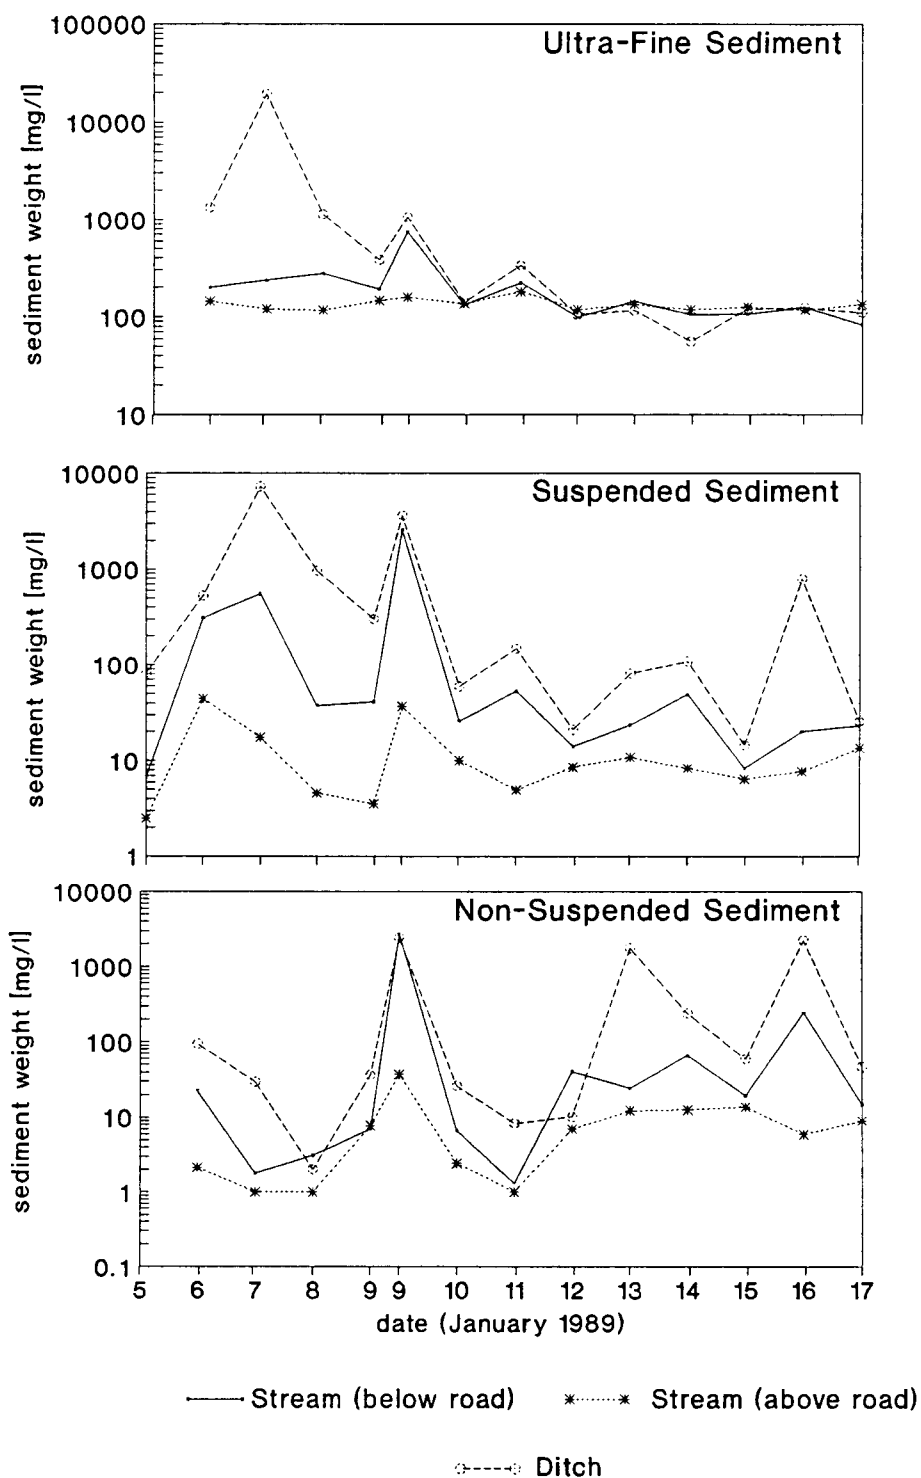 Ultra-Fine Sediment
sediment weight [mg/l]
100000
10000
1000
100
10
Suspended Sediment
sediment weight [mg/l]
10000
1000
100
10
1
Non-Suspended Sediment
sediment weight [mg/l]
10000
1000
100
10
1
0.1
5 6 7 8 9 9 10 11 12 13 14 15 16 17
date (January 1989)
Stream (below road) Stream (above road)
Ditch